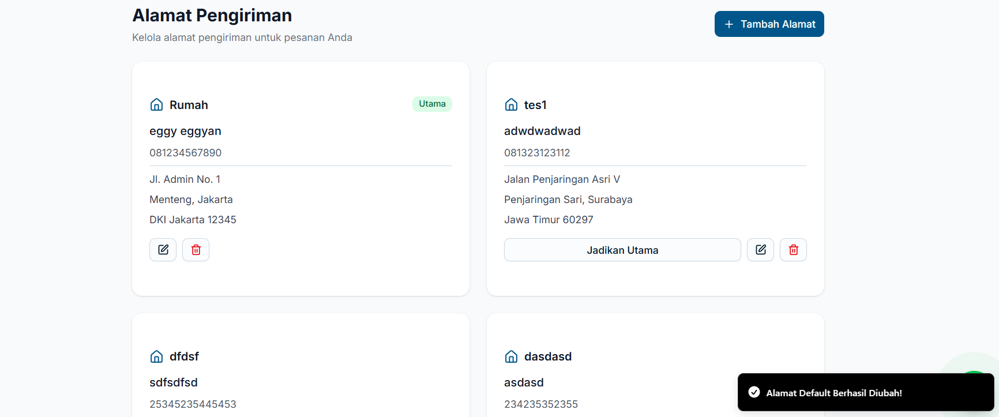 Alamat Pengiriman
Kelola alamat pengiriman untuk pesanan Anda
+ Tambah Alamat
Rumah
Utama
eggy eggyan
081234567890
Jl. Admin No. 1
Menteng, Jakarta
DKI Jakarta 12345
tes1
adwdwadwad
081323123112
Jalan Penjaringan Asri V
Penjaringan Sari, Surabaya
Jawa Timur 60297
Jadikan Utama
dfdsf
sdfsdfsd
25345235445453
dasdasd
asdasd
234235352355
Alamat Default Berhasil Diubah!